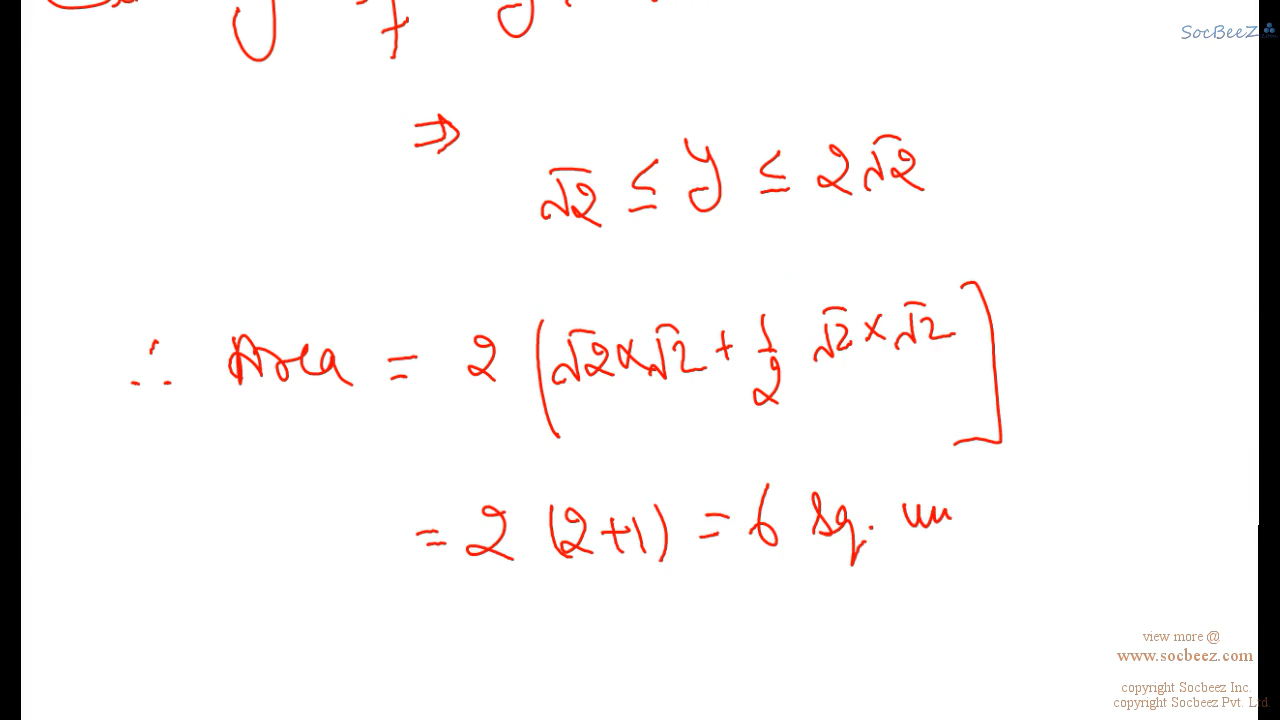 SocBeeZ
⇒
√2 ≤ y ≤ 2√2
∴ Area = 2 [√2×√2 + 1/2 √2×√2]
= 2 (2+1) = 6 Sq.
view more @
www.socbeez.com
copyright Socbeez Inc.
copyright Socbeez Pvt. Ltd.